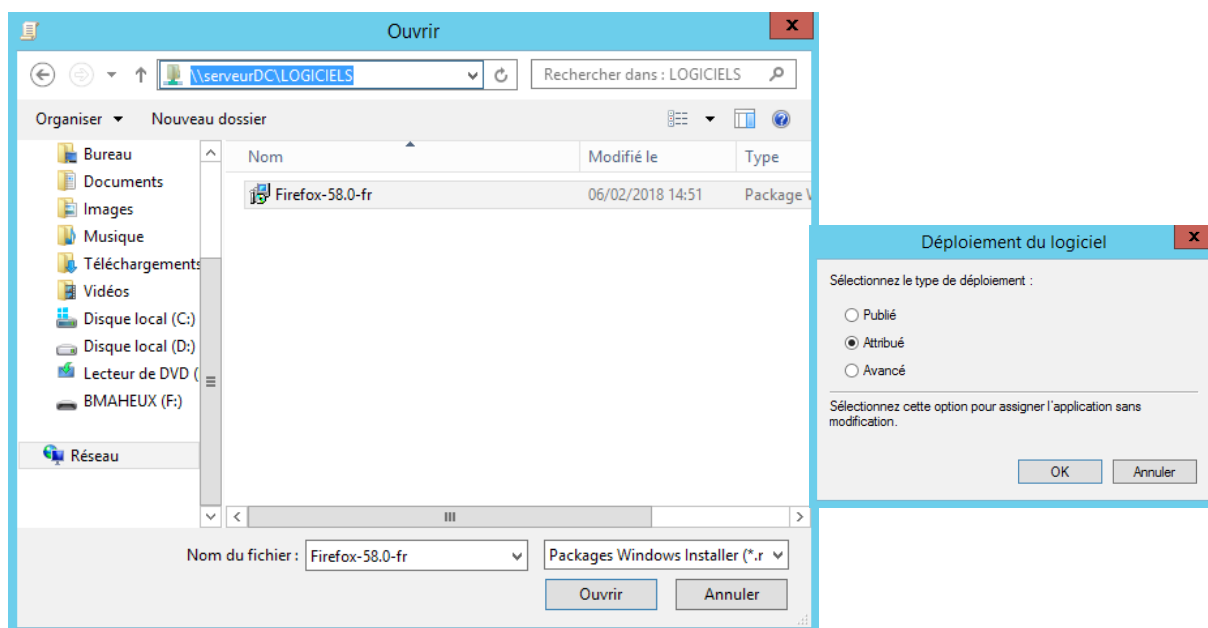 Ouvrir
x
\\serveurDC\LOGICIELS
Rechercher dans : LOGICIELS
Organiser
Nouveau dossier
Nom
Modifié le
Type
Bureau
Documents
Images
Musique
Téléchargements
Vidéos
Disque local (C:)
Disque local (D:)
Lecteur de DVD (
BMAHEUX (F:)
Réseau
Firefox-58.0-fr
06/02/2018 14:51
Package W
Nom du fichier :
Firefox-58.0-fr
Packages Windows Installer (*.r
Ouvrir
Annuler
Déploiement du logiciel
x
Sélectionnez le type de déploiement :
Publié
Attribué
Avancé
Sélectionnez cette option pour assigner l'application sans
modification.
OK
Annuler